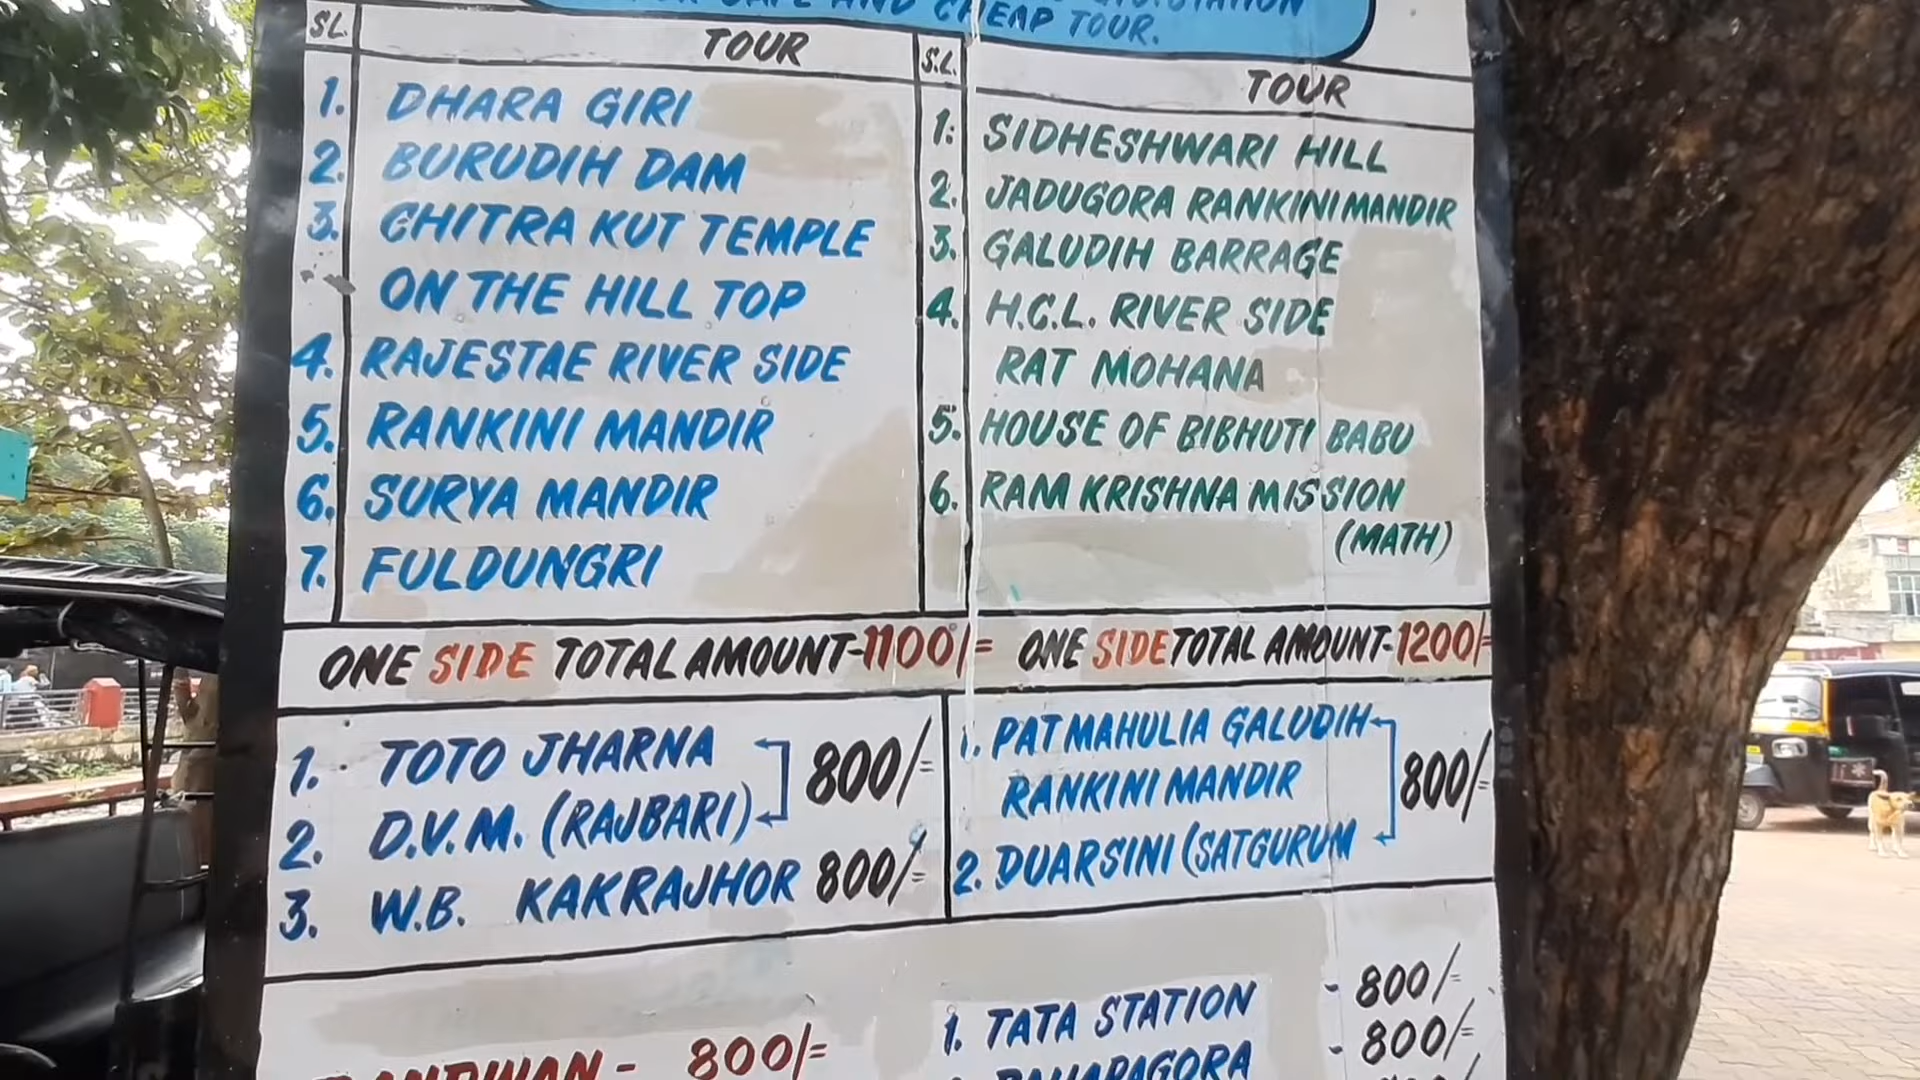 CHEAP TOUR.
SL. TOUR
1. DHARA GIRI
2. BURUDIH DAM
3. CHITRA KUT TEMPLE
ON THE HILL TOP
4. RAJESTAE RIVER SIDE
5. RANKINI MANDIR
6. SURYA MANDIR
7. FULDUNGRI
ONE SIDE TOTAL AMOUNT-1100/=
S.L. TOUR
1. SIDHESHWARI HILL
2. JADUGORA RANKINI MANDIR
3. GALUDIH BARRAGE
4. H.C.L. RIVER SIDE
RAT MOHANA
5. HOUSE OF BIBHUTI BABU
6. RAM KRISHNA MISSION
(MATH)
ONE SIDE TOTAL AMOUNT-1200/=
1. TOTO JHARNA
2. D.V.M. (RAJBARI)
800/=
3. W.B. KAKRAJHOR 800/=
1. PATMAHULIA GALUDIH
RANKINI MANDIR
2. DUARSINI (SATGURUM
800/=
- 800/=
1. TATA STATION - 800/=